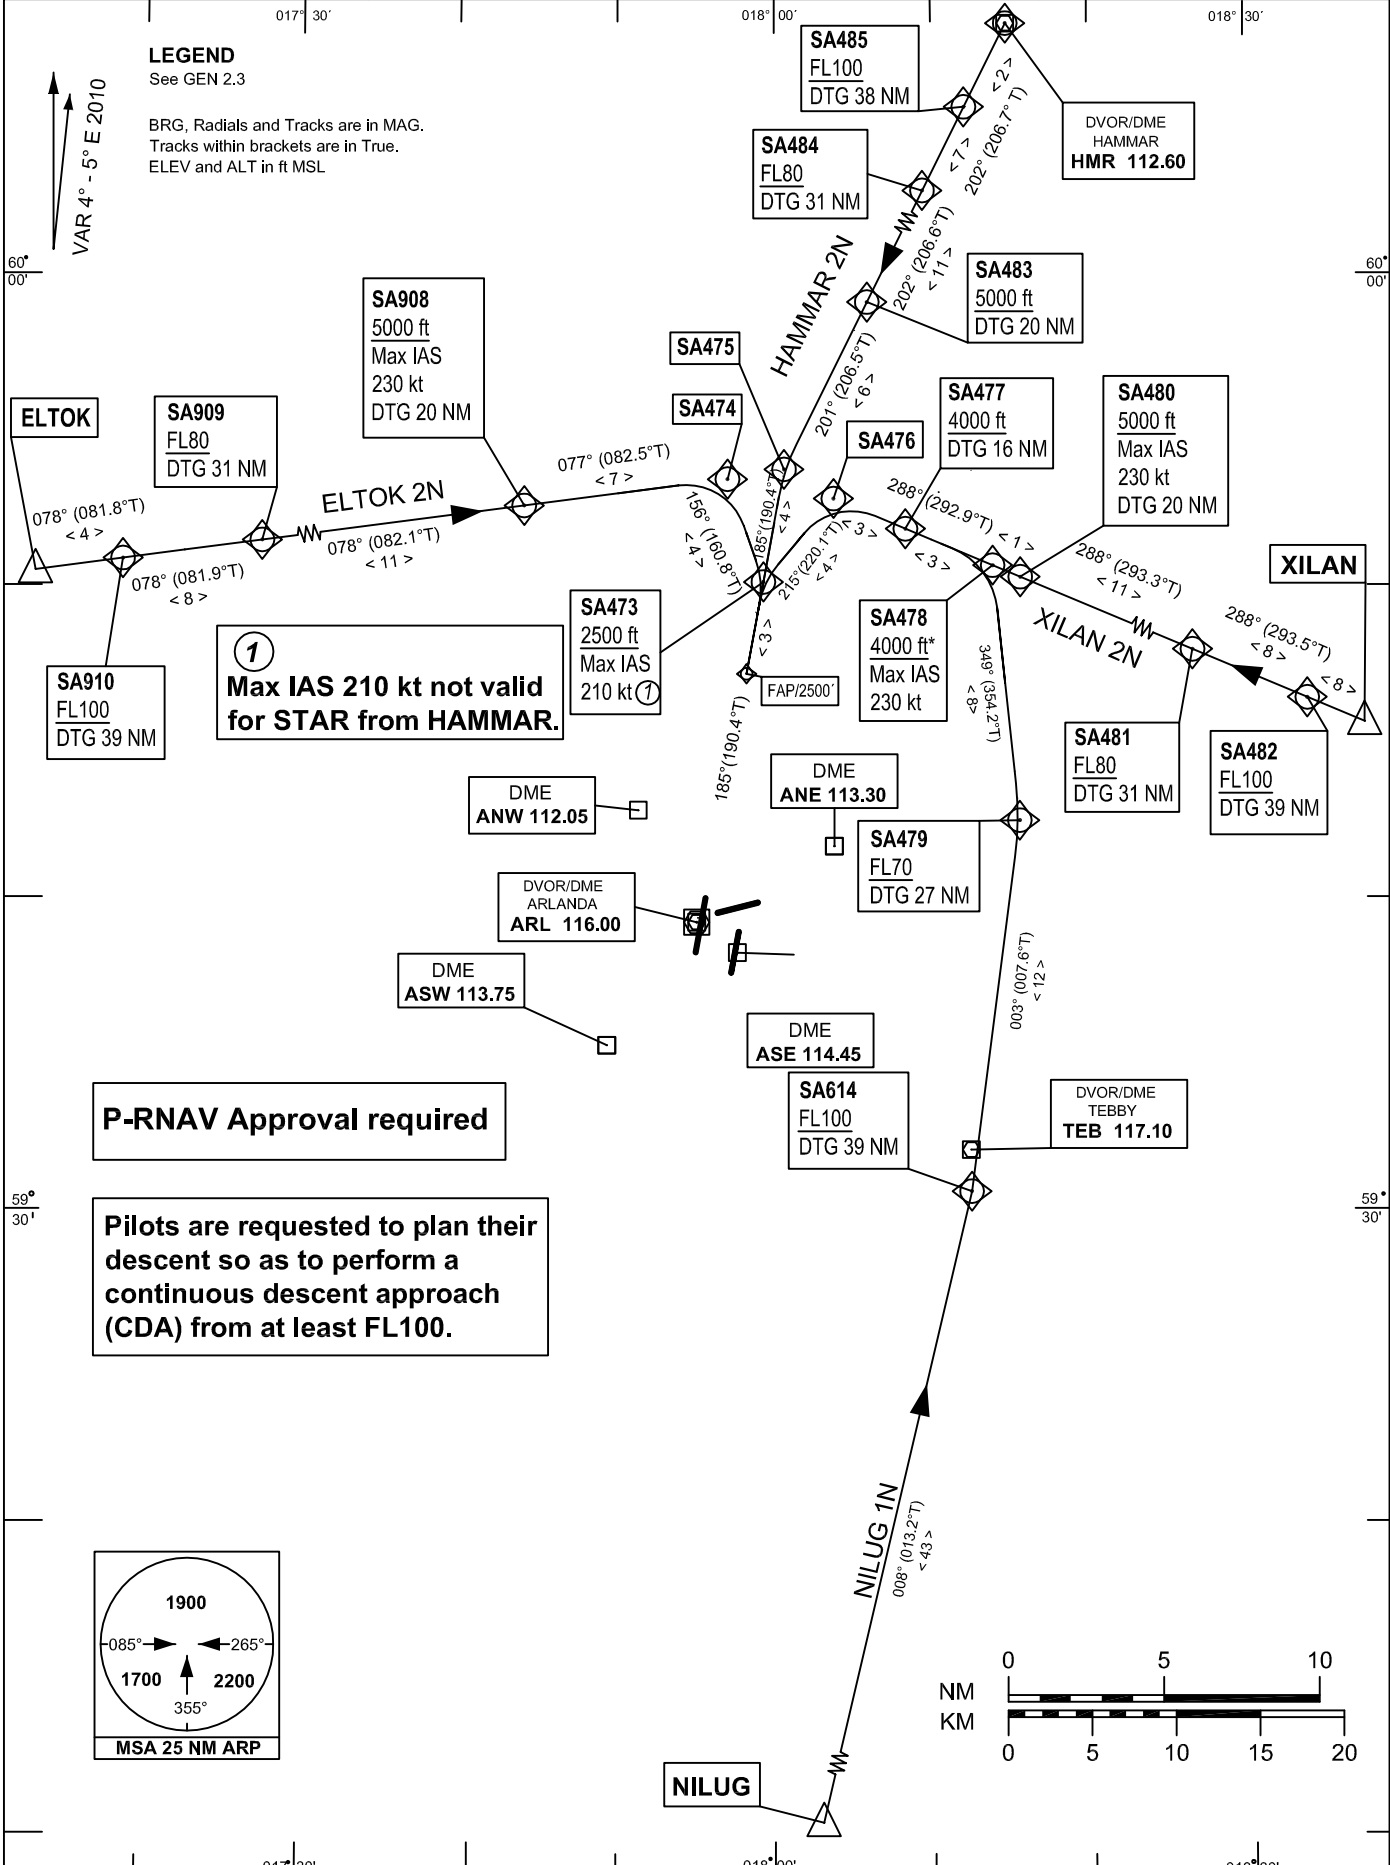 017° 30´
018° 00´
018° 30´
LEGEND
See GEN 2.3
BRG, Radials and Tracks are in MAG.
Tracks within brackets are in True.
ELEV and ALT in ft MSL
VAR 4° - 5° E 2010
SA485
FL100
DTG 38 NM
< 2 >
202° (206.7° T)
DVOR/DME
HAMMAR
HMR 112.60
SA484
FL80
DTG 31 NM
< 7 >
202° (206.6°T)
< 11 >
HAMMAR 2N
60°
00'
60°
00'
SA483
5000 ft
DTG 20 NM
SA908
5000 ft
Max IAS
230 kt
DTG 20 NM
SA475
201° (206.5°T)
< 6 >
SA474
SA476
SA477
4000 ft
DTG 16 NM
SA480
5000 ft
Max IAS
230 kt
DTG 20 NM
ELTOK
SA909
FL80
DTG 31 NM
078° (081.8°T)
< 4 >
ELTOK 2N
077° (082.5°T)
< 7 >
078° (082.1°T)
< 11 >
078° (081.9°T)
< 8 >
156° (160.8°T)
< 4 >
185°(190.4°T)
< 4 >
215°(220.1°T)
< 4 >
< 3 >
288° (292.9°T)
< 3 >
< 1 >
288° (293.3°T)
< 11 >
XILAN
XILAN 2N
288° (293.5°T)
< 8 >
< 8 >
SA473
2500 ft
Max IAS
210 kt 1
SA478
4000 ft*
Max IAS
230 kt
349° (354.2°T)
< 8>
1
Max IAS 210 kt not valid
for STAR from HAMMAR.
SA910
FL100
DTG 39 NM
< 3 >
FAP/2500´
185°(190.4°T)
SA481
FL80
DTG 31 NM
SA482
FL100
DTG 39 NM
DME
ANW 112.05
DME
ANE 113.30
SA479
FL70
DTG 27 NM
DVOR/DME
ARLANDA
ARL 116.00
DME
ASW 113.75
003° (007.6°T)
< 12 >
DME
ASE 114.45
SA614
FL100
DTG 39 NM
DVOR/DME
TEBBY
TEB 117.10
P-RNAV Approval required
59°
30'
59°
30'
Pilots are requested to plan their
descent so as to perform a
continuous descent approach
(CDA) from at least FL100.
NILUG 1N
008° (013.2°T)
< 43 >
1900
085°
265°
1700
2200
355°
MSA 25 NM ARP
0 5 10
NM
KM
0 5 10 15 20
NILUG
017°30'
018°00'